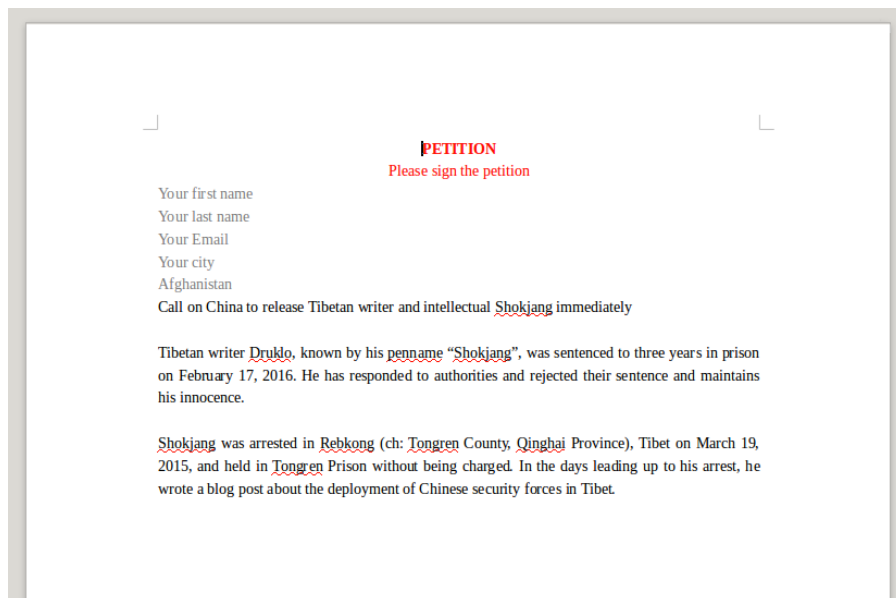 PETITION
Please sign the petition
Your first name
Your last name
Your Email
Your city
Afghanistan
Call on China to release Tibetan writer and intellectual Shokjang immediately
Tibetan writer Druklo, known by his penname “Shokjang”, was sentenced to three years in prison
on February 17, 2016. He has responded to authorities and rejected their sentence and maintains
his innocence.
Shokjang was arrested in Rebkong (ch: Tongren County, Qinghai Province), Tibet on March 19,
2015, and held in Tongren Prison without being charged. In the days leading up to his arrest, he
wrote a blog post about the deployment of Chinese security forces in Tibet.